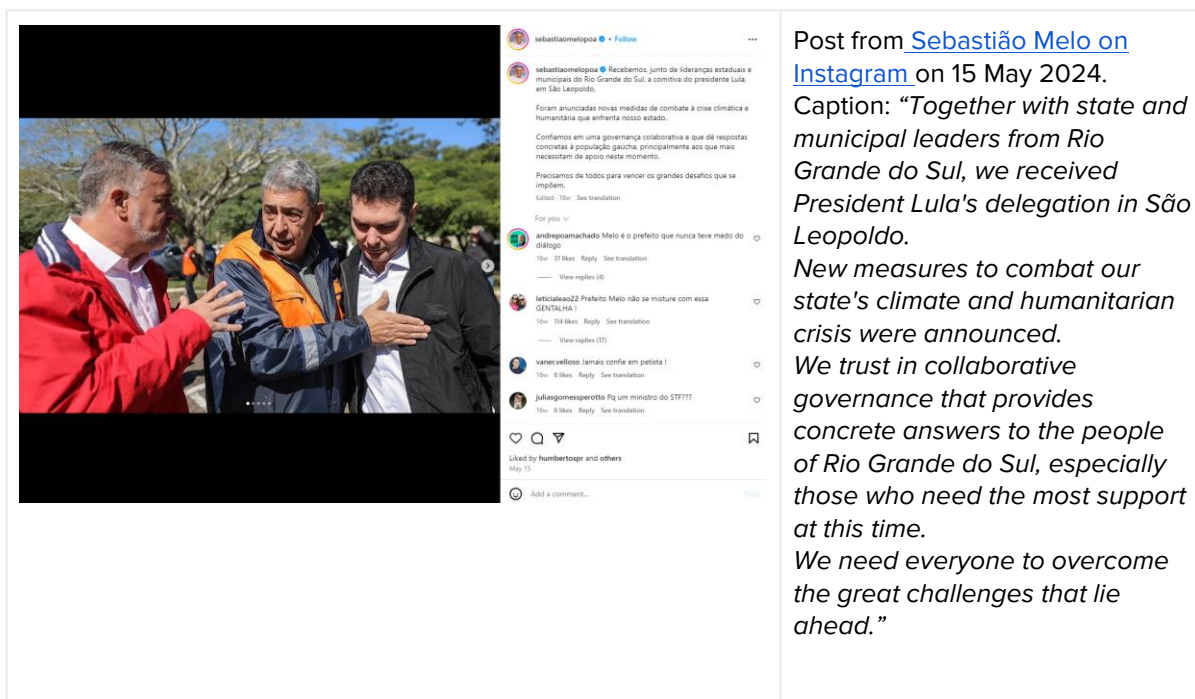 sebastiaomelopoa • Follow
sebastiaomelopoa Recebemos, junto de lideranças estaduais e
municipais do Rio Grande do Sul, a comitiva do presidente Lula,
em São Leopoldo.
Foram anunciadas novas medidas de combate à crise climática e
humanitária que enfrenta nosso estado.
Confiamos em uma governança colaborativa e que dê respostas
concretas à população gaúcha, principalmente aos que mais
necessitam de apoio neste momento.
Precisamos de todos para vencer os grandes desafios que se
impõem.
Edited · 16w See translation
For you
andrepoamachado Melo é o prefeito que nunca teve medo do
diálogo
16w 31 likes Reply See translation
View replies (4)
leticialeao22 Prefeito Melo não se misture com essa
GENTALHA !
16w 114 likes Reply See translation
View replies (17)
vaner.velloso Jamais confie em petista !
16w 8 likes Reply See translation
juliasgomessperotto Pq um ministro do STF???
16w 6 likes Reply See translation
Liked by humbertospr and others
May 15
Add a comment...
Post
Post from Sebastião Melo on
Instagram on 15 May 2024.
Caption: “Together with state and
municipal leaders from Rio
Grande do Sul, we received
President Lula's delegation in São
Leopoldo.
New measures to combat our
state's climate and humanitarian
crisis were announced.
We trust in collaborative
governance that provides
concrete answers to the people
of Rio Grande do Sul, especially
those who need the most support
at this time.
We need everyone to overcome
the great challenges that lie
ahead.”